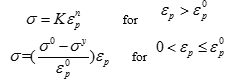 σ = Kε_p^n for ε_p > ε_p^0
σ=(σ^0 − σ^y / ε_p^0)ε_p for 0 < ε_p ≤ ε_p^0